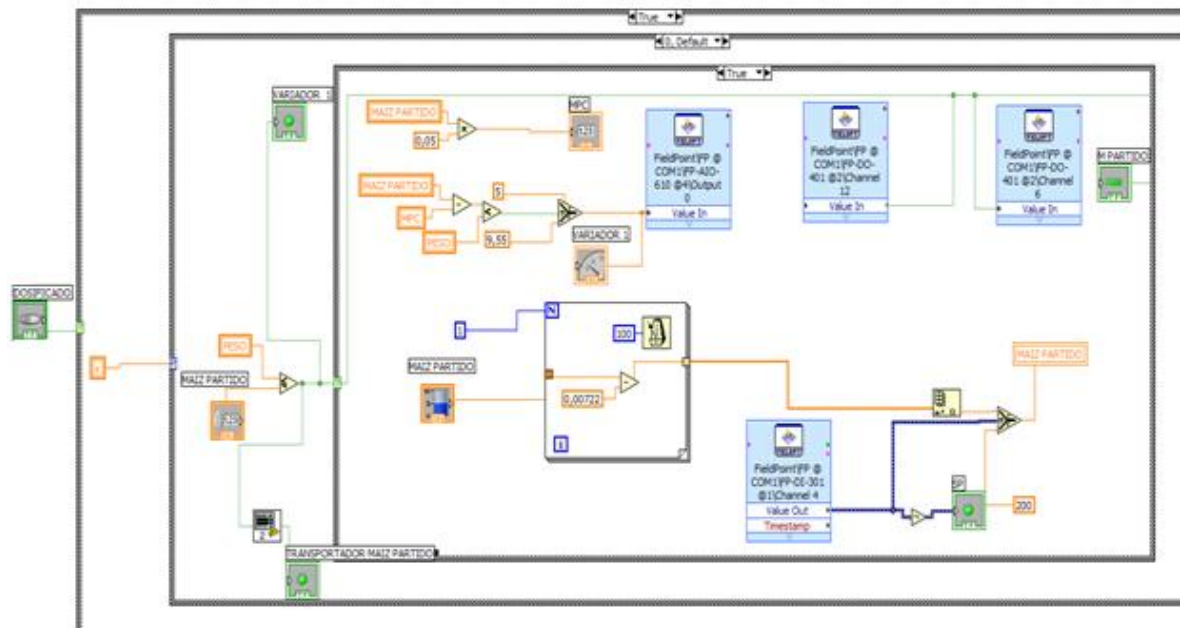 True
0, Default
True
VARIADOR 1
MAIZ PARTIDO
0,05
MPC
FieldPoint\FP @
COM1\FP-AIO-
610 @4\Output
0
Value In
FieldPoint\FP @
COM1\FP-DO-
401 @2\Channel
12
Value In
FieldPoint\FP @
COM1\FP-DO-
401 @2\Channel
6
Value In
M PARTIDO
MAIZ PARTIDO
MPC
PESO
5
9,55
VARIADOR 1
DOSIFICADO
PESO
MAIZ PARTIDO
N
1
100
MAIZ PARTIDO
0,00722
i
MAIZ PARTIDO
FieldPoint\FP @
COM1\FP-DI-301
@1\Channel 4
Value Out
Timestamp
SP
200
2
TRANSPORTADOR MAIZ PARTIDO